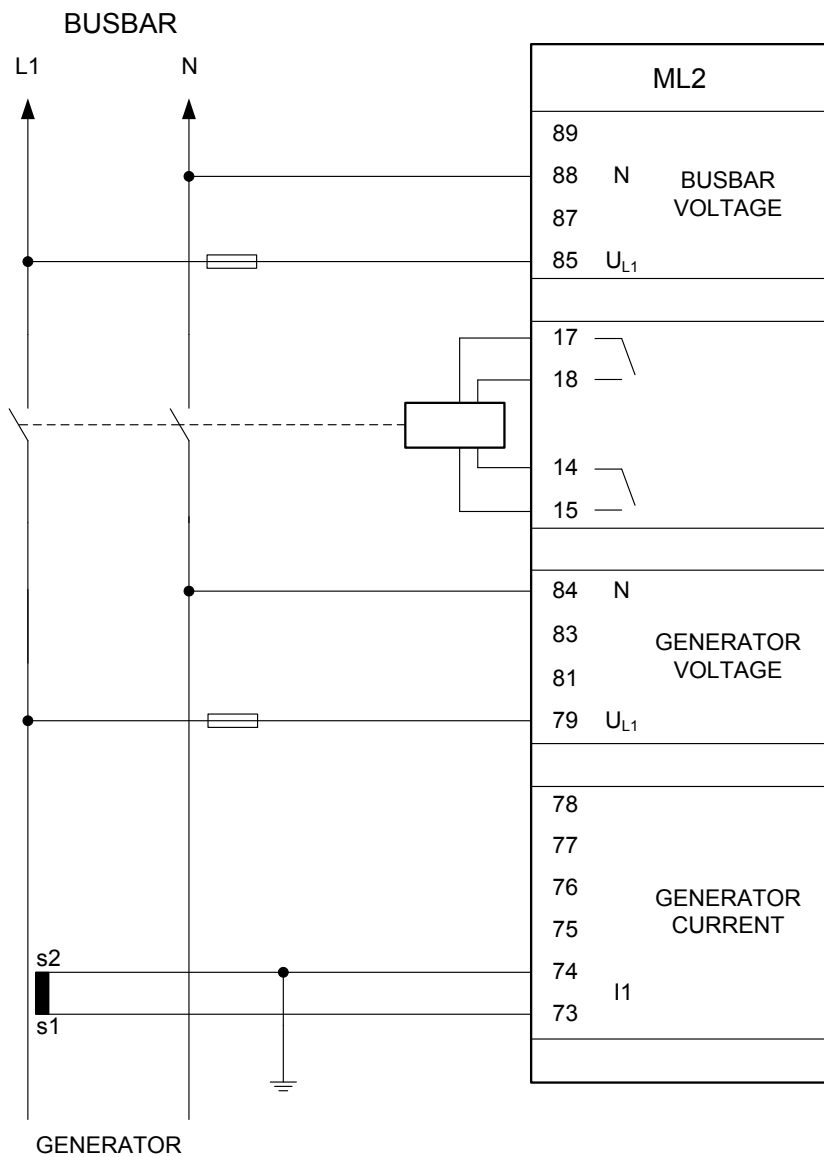 BUSBAR
L1 N
ML2
89
88 N
BUSBAR
VOLTAGE
87
85 UL1
17
18
14
15
84 N
83
GENERATOR
VOLTAGE
81
79 UL1
78
77
76
GENERATOR
CURRENT
75
s2
74
I1
73
s1
GENERATOR